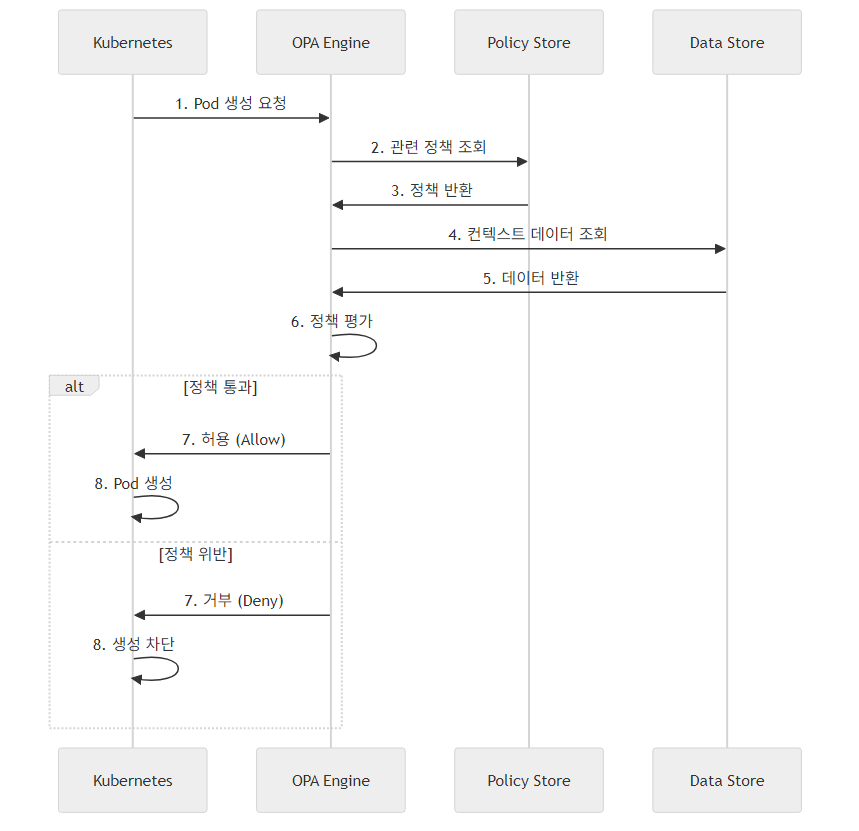 Kubernetes
OPA Engine
Policy Store
Data Store
1. Pod 생성 요청
2. 관련 정책 조회
3. 정책 반환
4. 컨텍스트 데이터 조회
5. 데이터 반환
6. 정책 평가
alt
[정책 통과]
7. 허용 (Allow)
8. Pod 생성
[정책 위반]
7. 거부 (Deny)
8. 생성 차단
Kubernetes
OPA Engine
Policy Store
Data Store